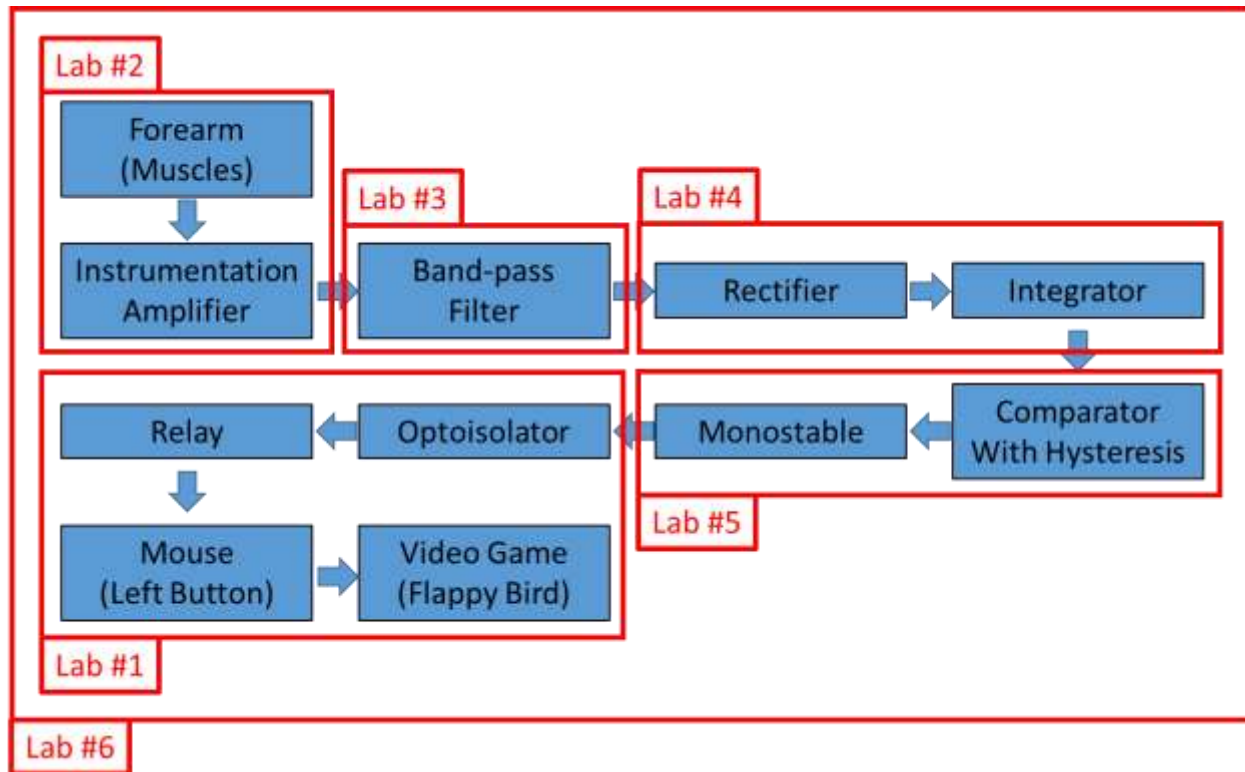 Lab #2
Forearm
(Muscles)
Instrumentation
Amplifier
Lab #3
Band-pass
Filter
Lab #4
Rectifier
Integrator
Comparator
With Hysteresis
Monostable
Lab #5
Optoisolator
Relay
Mouse
(Left Button)
Video Game
(Flappy Bird)
Lab #1
Lab #6